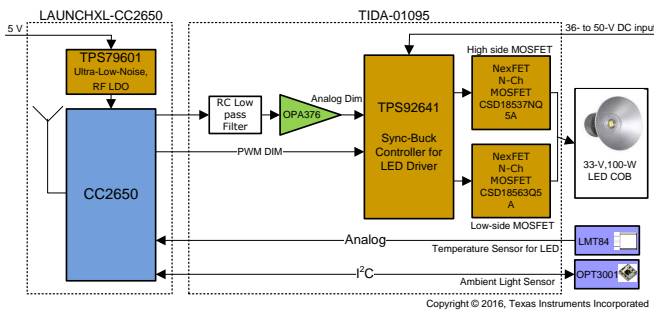 LAUNCHXL-CC2650
TIDA-01095
5 V
36- to 50-V DC input
TPS79601
Ultra-Low-Noise,
RF LDO
CC2650
RC Low
pass
Filter
OPA376
Analog Dim
PWM DIM
TPS92641
Sync-Buck
Controller for
LED Driver
High side MOSFET
NexFET
N-Ch
MOSFET
CSD18537NQ
5A
NexFET
N-Ch
MOSFET
CSD18563Q5
A
Low-side MOSFET
33-V,100-W
LED COB
Analog
Temperature Sensor for LED
LMT84
I²C
Ambient Light Sensor
OPT3001
Copyright © 2016, Texas Instruments Incorporated